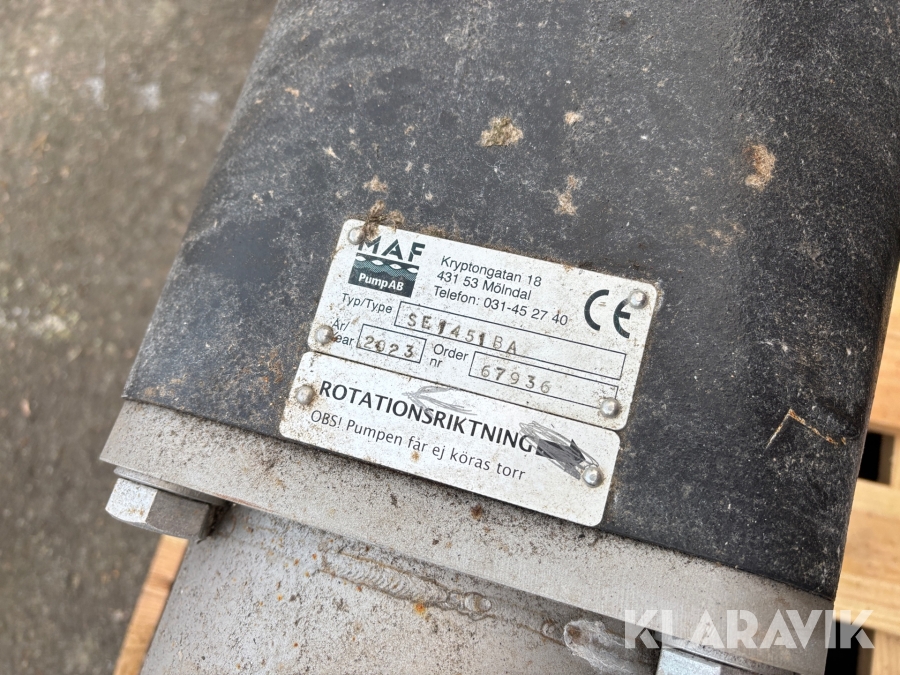 MAF
PumpAB
Kryptongatan 18
431 53 Mölndal
Telefon: 031-45 27 40
CE
Typ/Type SE1451BA
År/Year 2023
Order nr 67936
ROTATIONSRIKTNING
OBS! Pumpen får ej köras torr
KLARAVIK